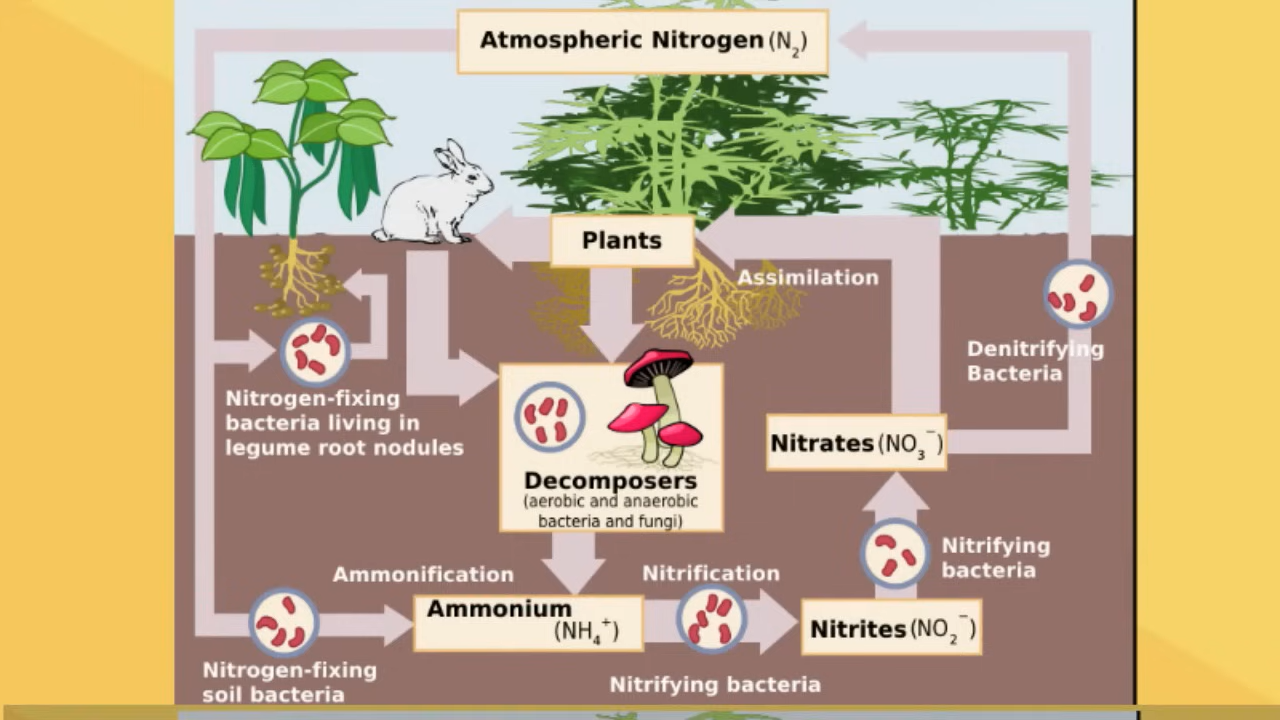 Atmospheric Nitrogen (N₂)
Plants
Assimilation
Denitrifying
Bacteria
Nitrogen-fixing
bacteria living in
legume root nodules
Nitrates (NO₃⁻)
Decomposers
(aerobic and anaerobic
bacteria and fungi)
Nitrifying
bacteria
Ammonification
Nitrification
Ammonium
(NH₄⁺)
Nitrites (NO₂⁻)
Nitrogen-fixing
soil bacteria
Nitrifying bacteria